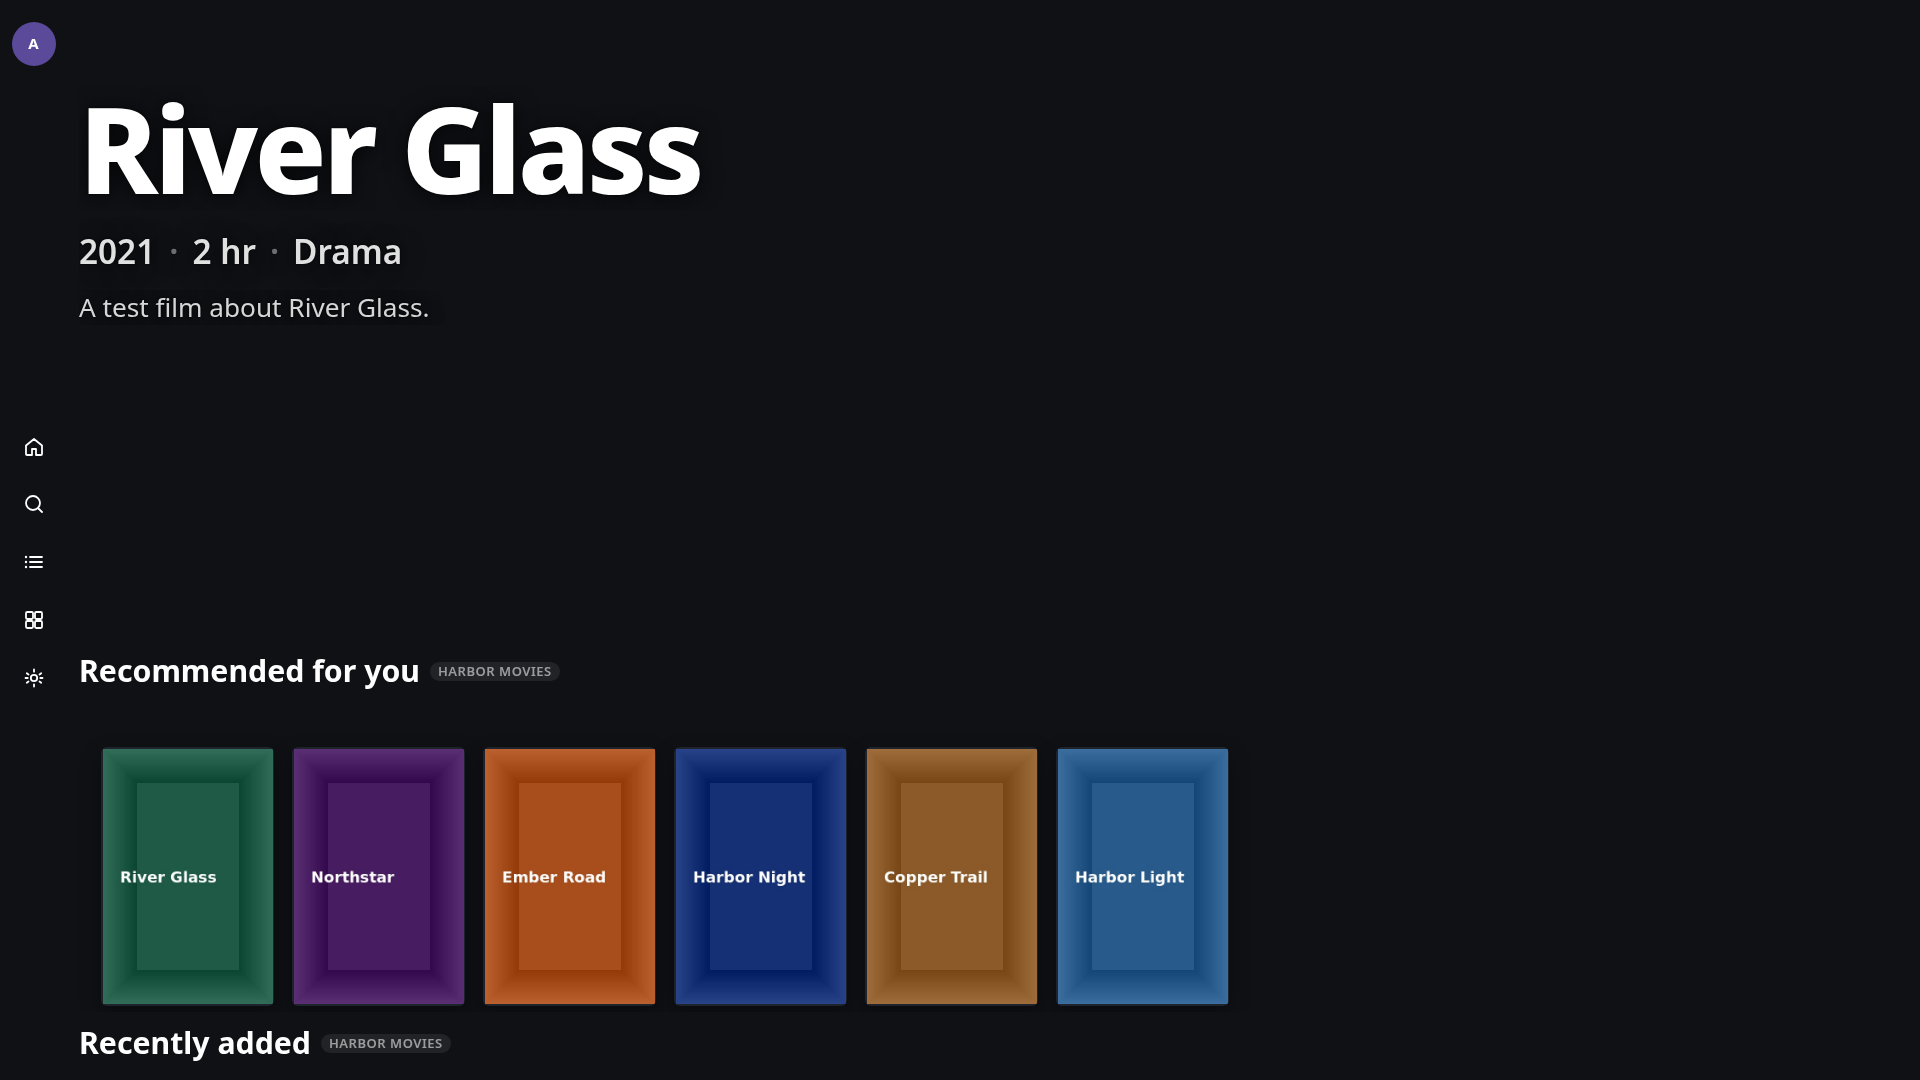 A
River Glass
2021 · 2 hr · Drama
A test film about River Glass.
Recommended for you HARBOR MOVIES
River Glass
Northstar
Ember Road
Harbor Night
Copper Trail
Harbor Light
Recently added HARBOR MOVIES